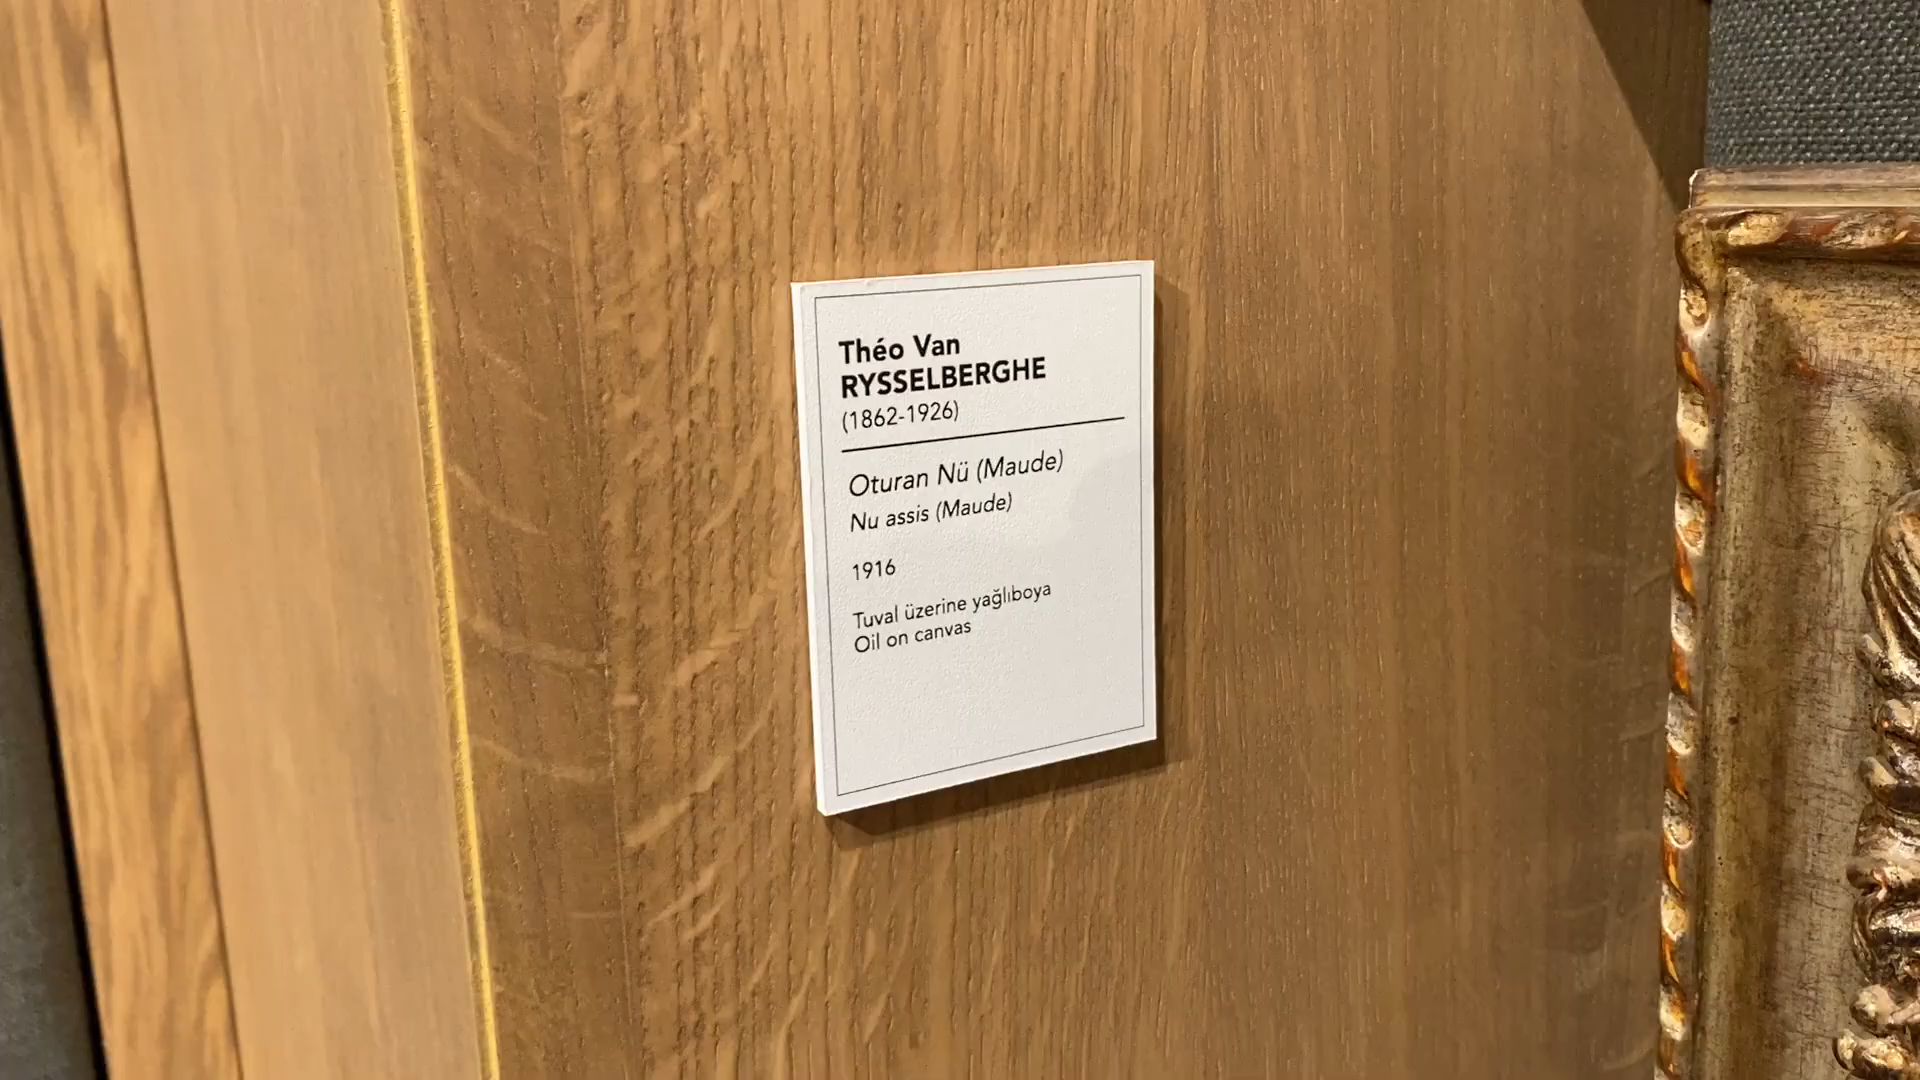 Théo Van
RYSSELBERGHE
(1862-1926)
Oturan Nü (Maude)
Nu assis (Maude)
1916
Tuval üzerine yağlıboya
Oil on canvas